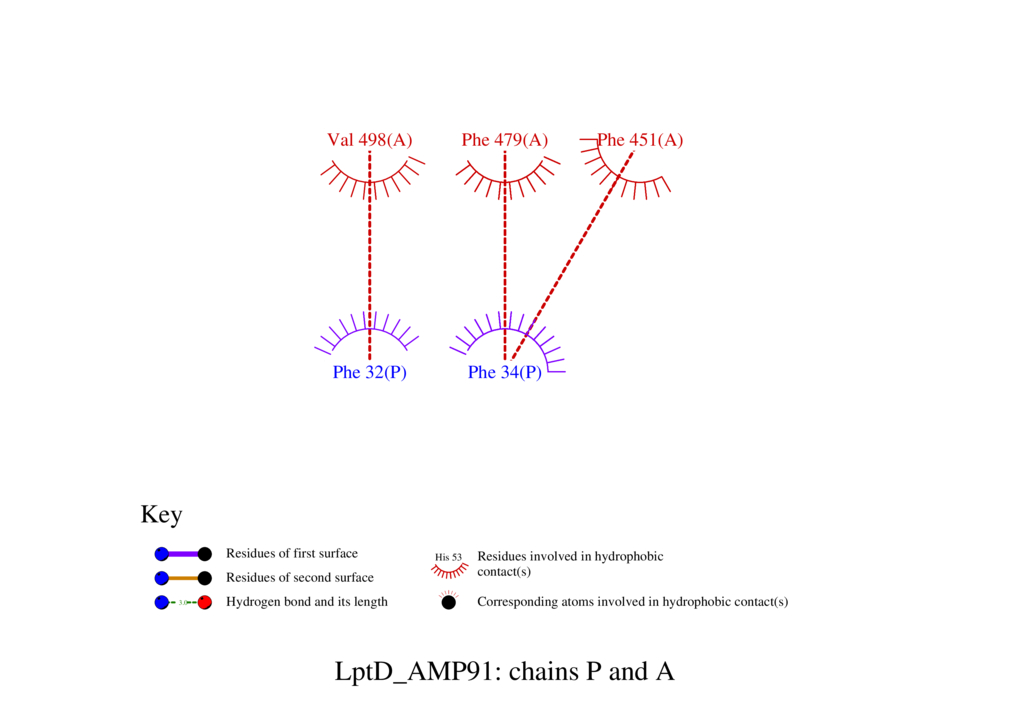 Val 498(A) Phe 479(A) Phe 451(A)
Phe 32(P) Phe 34(P)
Key
Residues of first surface
Residues of second surface
3.0 Hydrogen bond and its length
His 53 Residues involved in hydrophobic
contact(s)
Corresponding atoms involved in hydrophobic contact(s)
LptD_AMP91: chains P and A